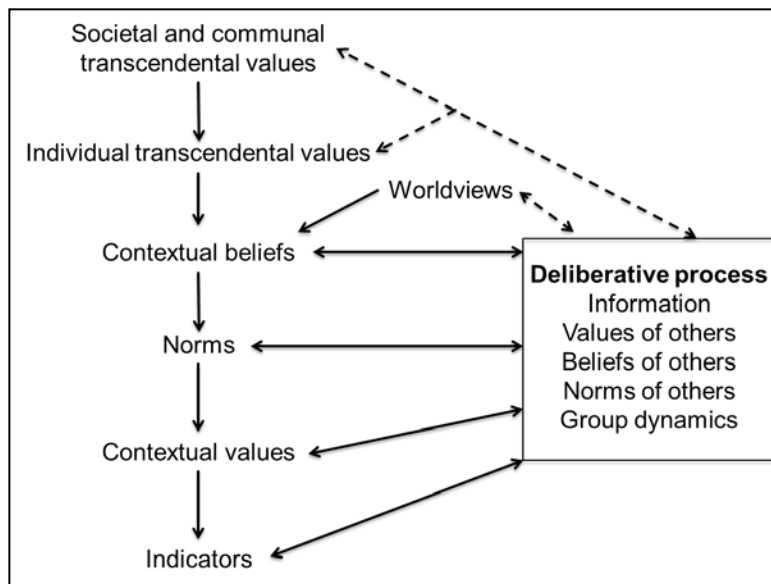 Societal and communal
transcendental values
Individual transcendental values
Worldviews
Contextual beliefs
Norms
Contextual values
Indicators
Deliberative process
Information
Values of others
Beliefs of others
Norms of others
Group dynamics